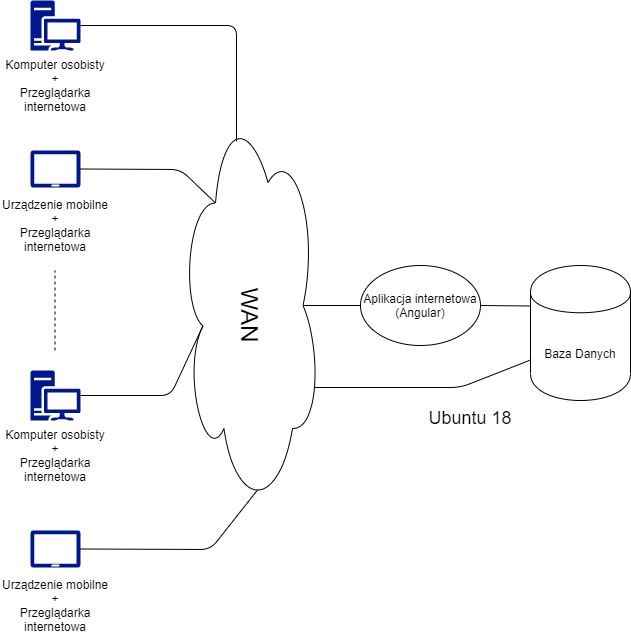 Komputer osobisty
+
Przeglądarka
internetowa
Urządzenie mobilne
+
Przeglądarka
internetowa
WAN
Aplikacja internetowa
(Angular)
Baza Danych
Ubuntu 18
Komputer osobisty
+
Przeglądarka
internetowa
Urządzenie mobilne
+
Przeglądarka
internetowa